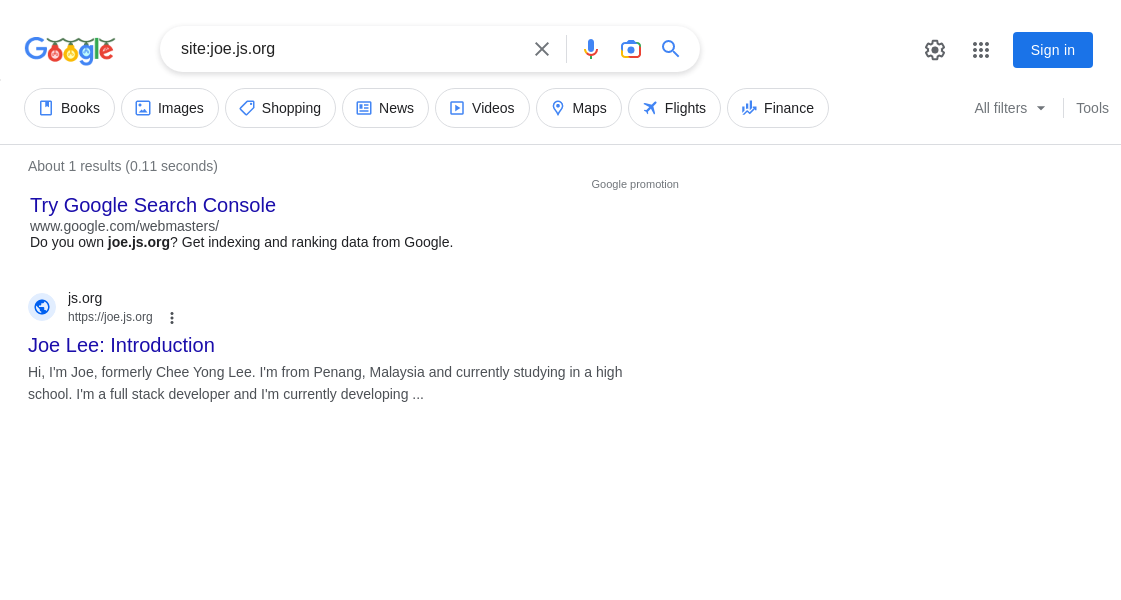 Google
site:joe.js.org
Sign in
Books
Images
Shopping
News
Videos
Maps
Flights
Finance
All filters
Tools
About 1 results (0.11 seconds)
Google promotion
Try Google Search Console
www.google.com/webmasters/
Do you own joe.js.org? Get indexing and ranking data from Google.
js.org
https://joe.js.org
Joe Lee: Introduction
Hi, I'm Joe, formerly Chee Yong Lee. I'm from Penang, Malaysia and currently studying in a high
school. I'm a full stack developer and I'm currently developing ...